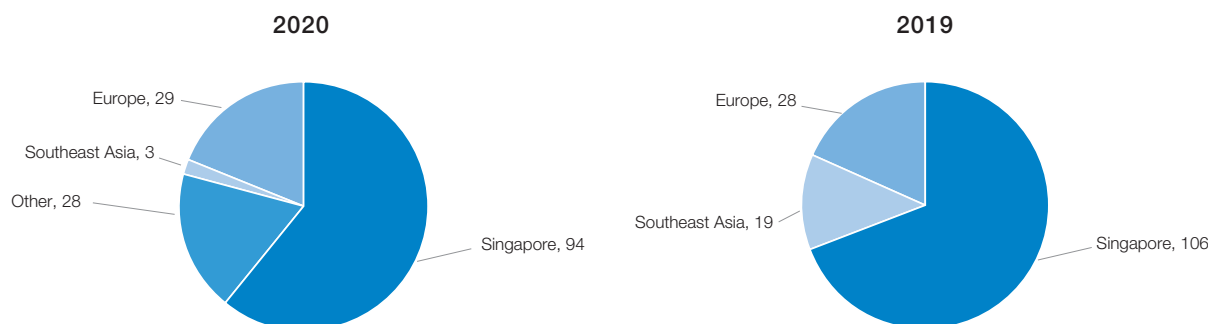 2020
Europe, 29
Southeast Asia, 3
Other, 28
Singapore, 94
2019
Europe, 28
Southeast Asia, 19
Singapore, 106